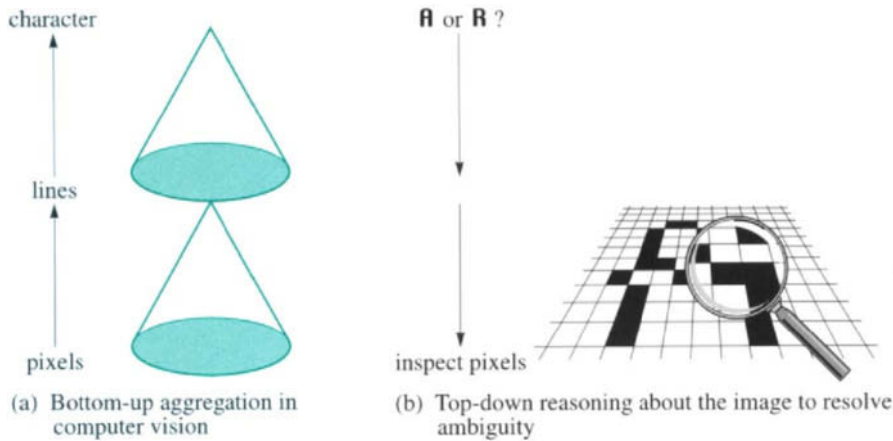 character
lines
pixels
(a) Bottom-up aggregation in
computer vision
A or R ?
inspect pixels
(b) Top-down reasoning about the image to resolve
ambiguity